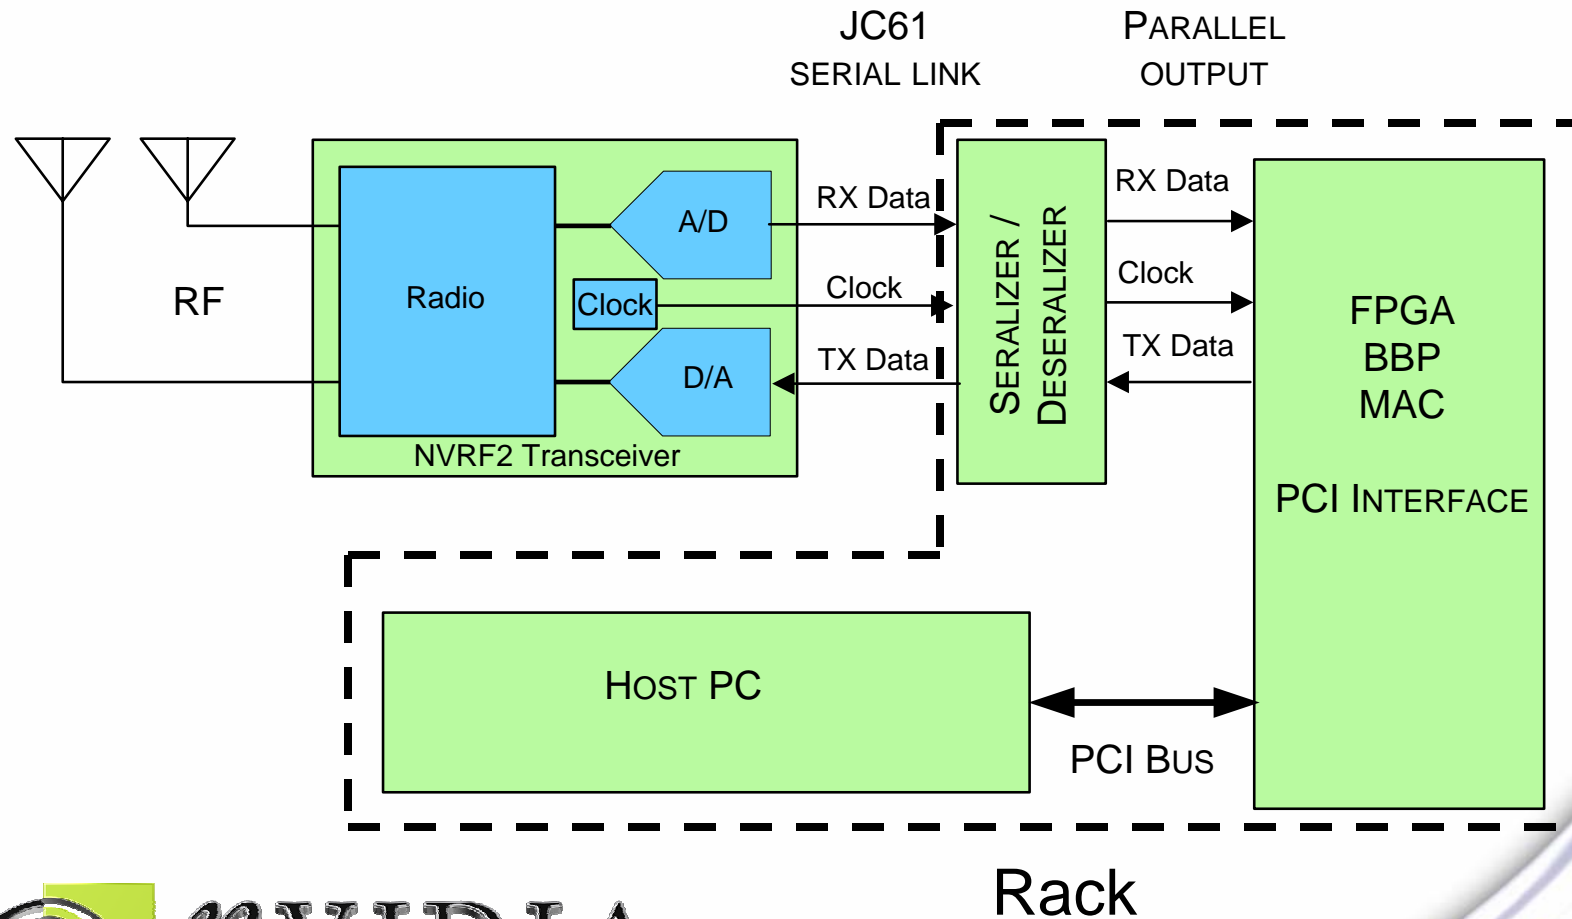 JC61
SERIAL LINK
PARALLEL
OUTPUT
RF
Radio
A/D
Clock
D/A
NVRF2 Transceiver
RX Data
Clock
TX Data
SERALIZER /
DESERALIZER
RX Data
Clock
TX Data
FPGA
BBP
MAC
PCI INTERFACE
HOST PC
PCI BUS
Rack
nVIDIA